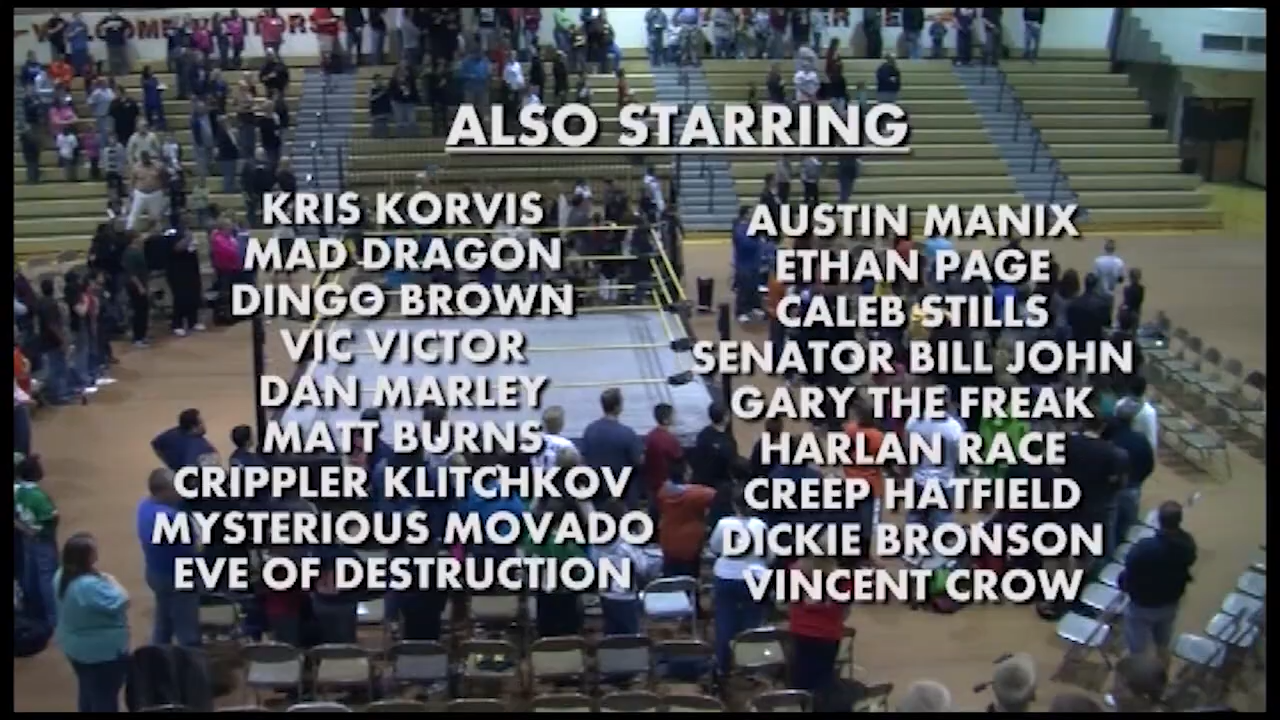 WELCOME VISITORS
ALSO STARRING
KRIS KORVIS
MAD DRAGON
DINGO BROWN
VIC VICTOR
DAN MARLEY
MATT BURNS
CRIPPLER KLITCHKOV
MYSTERIOUS MOVADO
EVE OF DESTRUCTION
AUSTIN MANIX
ETHAN PAGE
CALEB STILLS
SENATOR BILL JOHN
GARY THE FREAK
HARLAN RACE
CREEP HATFIELD
DICKIE BRONSON
VINCENT CROW